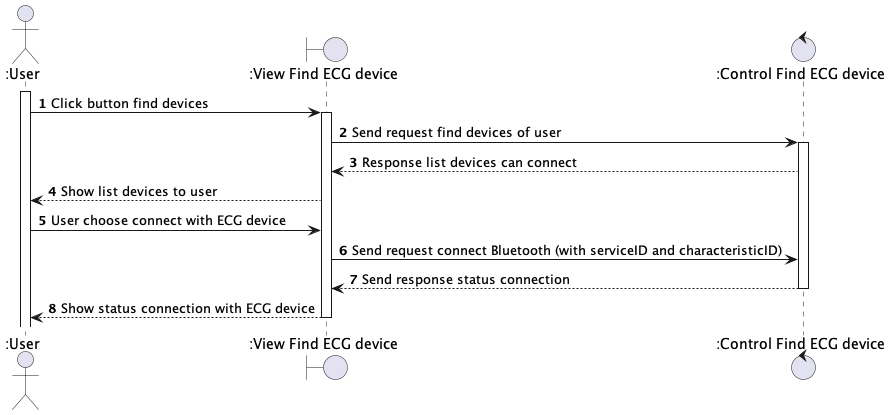 :User
:View Find ECG device
:Control Find ECG device
1 Click button find devices
2 Send request find devices of user
3 Response list devices can connect
4 Show list devices to user
5 User choose connect with ECG device
6 Send request connect Bluetooth (with serviceID and characteristicID)
7 Send response status connection
8 Show status connection with ECG device
:User
:View Find ECG device
:Control Find ECG device